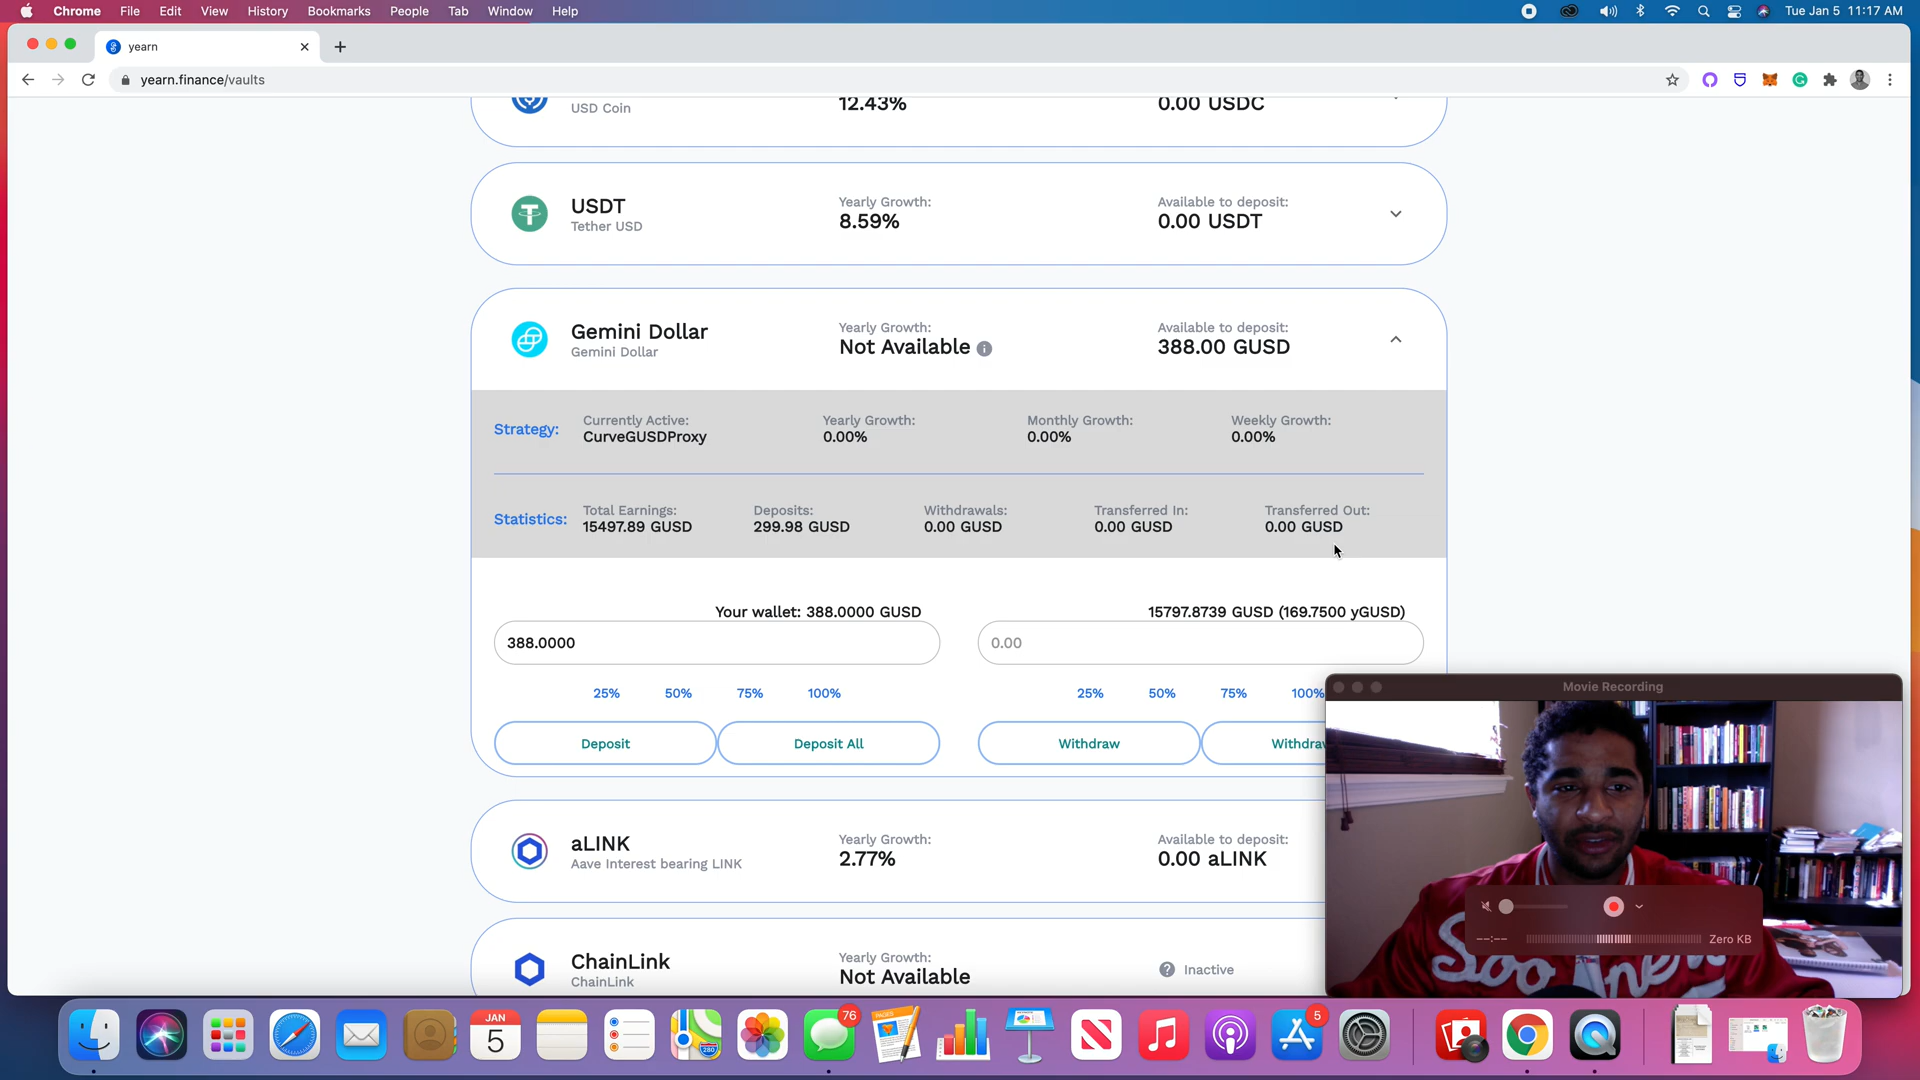 Chrome File Edit View History Bookmarks People Tab Window Help
Tue Jan 5 11:17 AM
yearn
yearn.finance/vaults
USD Coin
12.43%
0.00 USDC
USDT
Tether USD
Yearly Growth:
8.59%
Available to deposit:
0.00 USDT
Gemini Dollar
Gemini Dollar
Yearly Growth:
Not Available
Available to deposit:
388.00 GUSD
Strategy:
Currently Active:
CurveGUSDProxy
Yearly Growth:
0.00%
Monthly Growth:
0.00%
Weekly Growth:
0.00%
Statistics:
Total Earnings:
15497.89 GUSD
Deposits:
299.98 GUSD
Withdrawals:
0.00 GUSD
Transferred In:
0.00 GUSD
Transferred Out:
0.00 GUSD
Your wallet: 388.0000 GUSD
388.0000
25% 50% 75% 100%
Deposit
Deposit All
15797.8739 GUSD (169.7500 yGUSD)
0.00
25% 50% 75% 100%
Withdraw
Withdraw
aLINK
Aave Interest bearing LINK
Yearly Growth:
2.77%
Available to deposit:
0.00 aLINK
ChainLink
ChainLink
Yearly Growth:
Not Available
Inactive
Movie Recording
--:--
Zero KB
JAN
5
76
PAGES
280
5